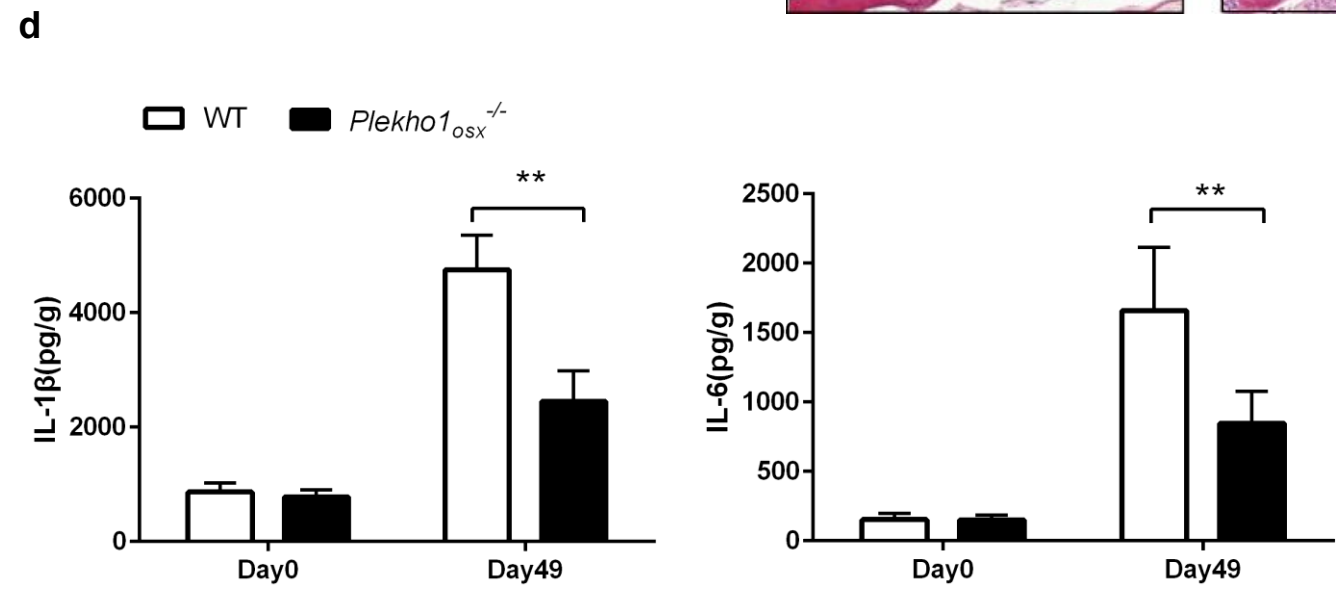 d
WT Plekho1osx-/-
**
6000
4000
2000
0
IL-1β(pg/g)
Day0 Day49
**
2500
2000
1500
1000
500
0
IL-6(pg/g)
Day0 Day49